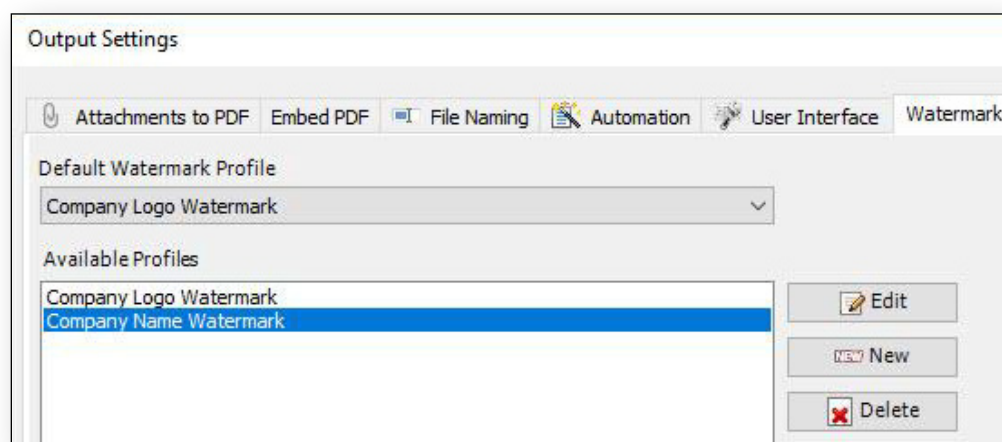 Output Settings
Attachments to PDF Embed PDF File Naming Automation User Interface Watermark
Default Watermark Profile
Company Logo Watermark
Available Profiles
Company Logo Watermark
Edit
Company Name Watermark
NEW New
Delete